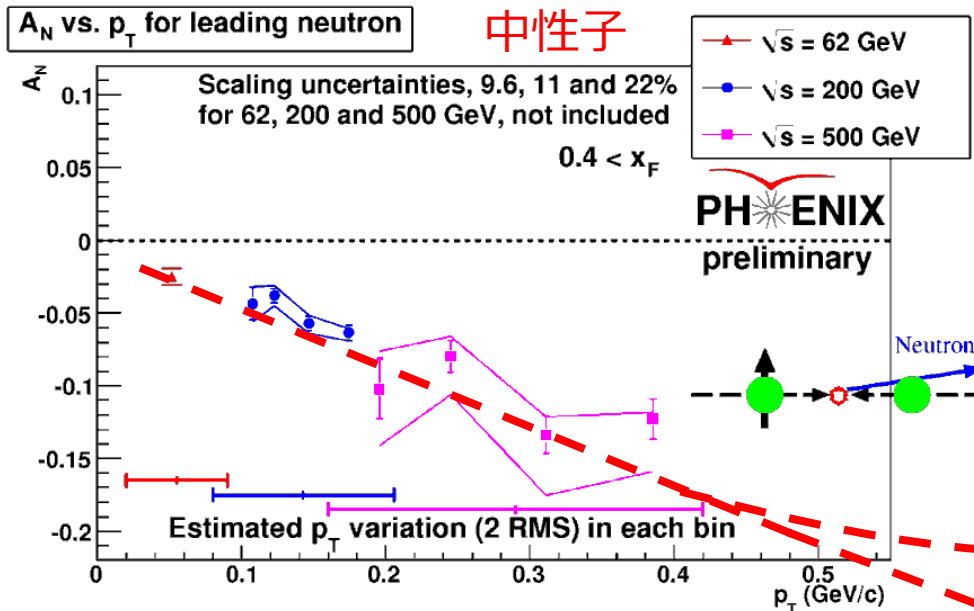 A_N vs. p_T for leading neutron
中性子
√s = 62 GeV
√s = 200 GeV
√s = 500 GeV
A_N
Scaling uncertainties, 9.6, 11 and 22%
for 62, 200 and 500 GeV, not included
0.4 < x_F
PH ENIX
preliminary
0.1
0.05
0
-0.05
-0.1
-0.15
-0.2
Neutron
Estimated p_T variation (2 RMS) in each bin
0
0.1
0.2
0.3
0.4
0.5
p_T (GeV/c)